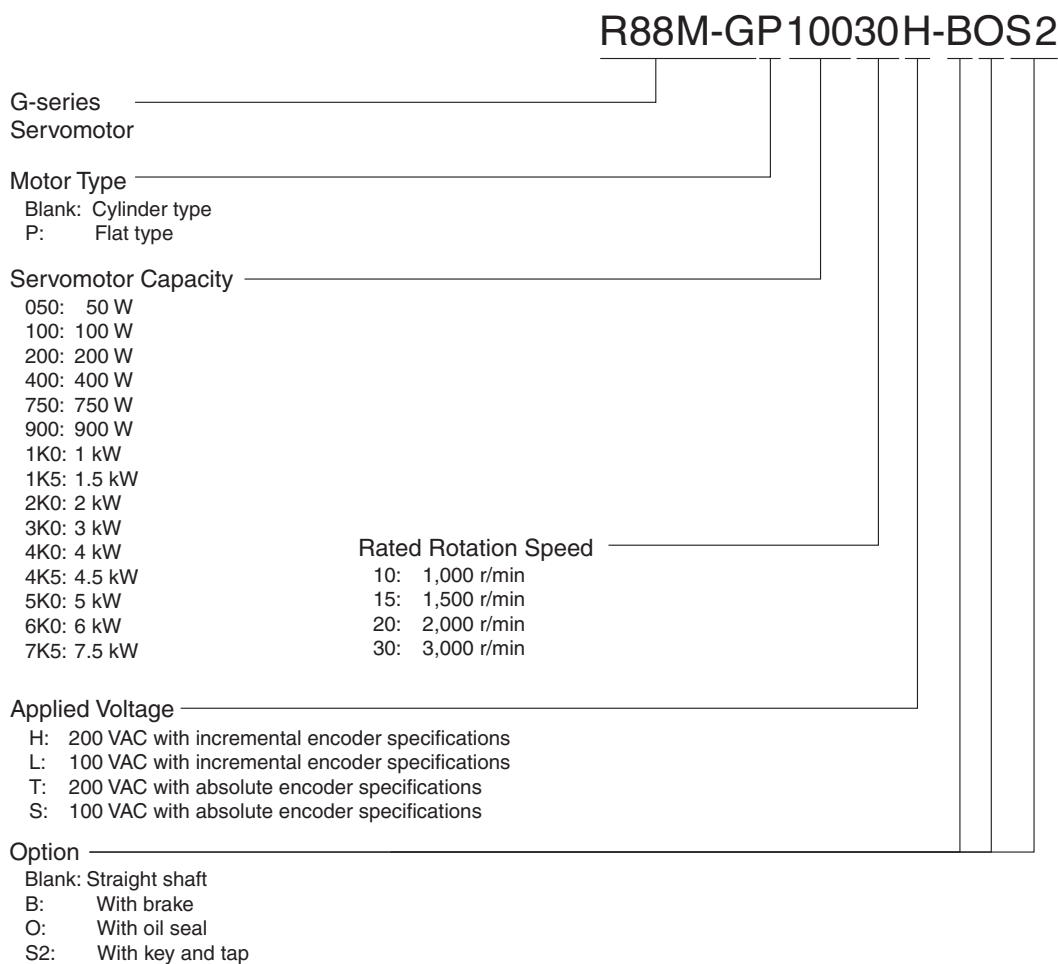 R88M-GP10030H-BOS2
G-series
Servomotor
Motor Type
Blank: Cylinder type
P: Flat type
Servomotor Capacity
050: 50 W
100: 100 W
200: 200 W
400: 400 W
750: 750 W
900: 900 W
1K0: 1 kW
1K5: 1.5 kW
2K0: 2 kW
3K0: 3 kW
4K0: 4 kW
4K5: 4.5 kW
5K0: 5 kW
6K0: 6 kW
7K5: 7.5 kW
Rated Rotation Speed
10: 1,000 r/min
15: 1,500 r/min
20: 2,000 r/min
30: 3,000 r/min
Applied Voltage
H: 200 VAC with incremental encoder specifications
L: 100 VAC with incremental encoder specifications
T: 200 VAC with absolute encoder specifications
S: 100 VAC with absolute encoder specifications
Option
Blank: Straight shaft
B: With brake
O: With oil seal
S2: With key and tap